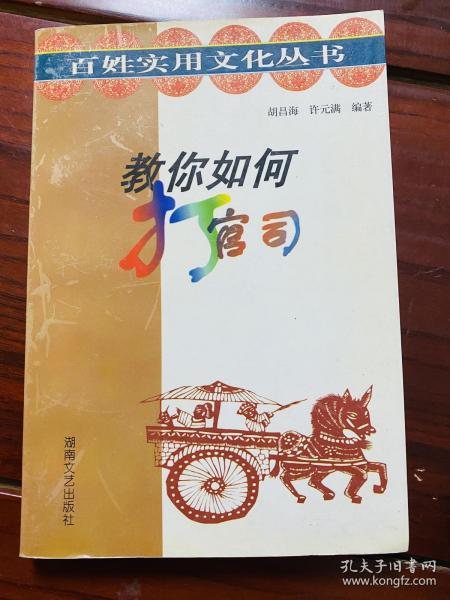 百姓实用文化丛书
胡昌海 许元满 编著
教你如何
打官司
湖南文艺出版社
孔夫子旧书网
www.kongfz.com